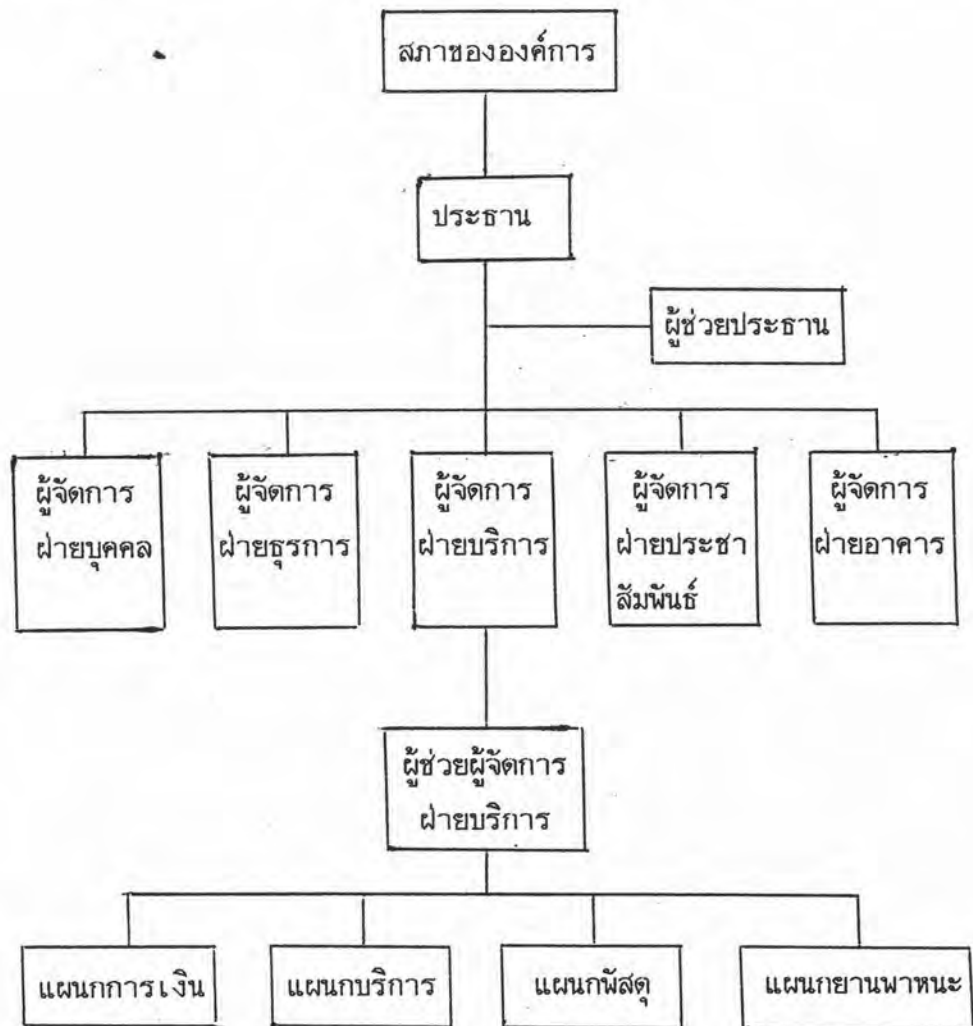 สภาขององค์การ
ประธาน
ผู้ช่วยประธาน
ผู้จัดการ
ฝ่ายบุคคล
ผู้จัดการ
ฝ่ายธุรการ
ผู้จัดการ
ฝ่ายบริการ
ผู้จัดการ
ฝ่ายประชา
สัมพันธ์
ผู้จัดการ
ฝ่ายอาคาร
ผู้ช่วยผู้จัดการ
ฝ่ายบริการ
แผนกการเงิน
แผนกบริการ
แผนกพัสดุ
แผนกยานพาหนะ